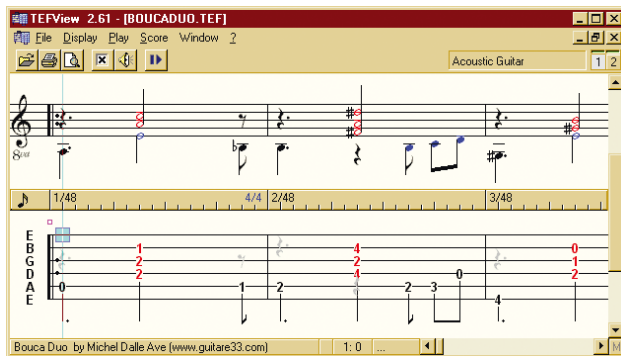 TEFView 2.61 - [BOUCADUO.TEF]
File Display Play Score Window ?
Acoustic Guitar 1 2
8va
1/48 4/4 2/48 3/48
E
B 1 4 0
G 2 2 1
D 2 4 0 2
A 0 1 2 2 3
E 4
Bouca Duo by Michel Dalle Ave (www.guitare33.com) 1: 0 ... M